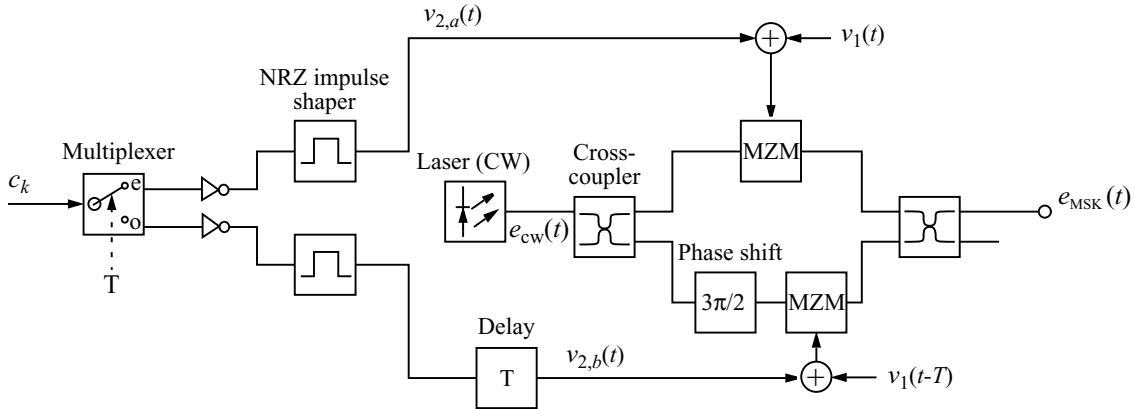 v2,a(t)
v1(t)
NRZ impulse
shaper
Multiplexer
ck
e
o
T
Laser (CW)
ecw(t)
Cross-
coupler
MZM
eMSK(t)
Phase shift
3π/2
MZM
Delay
T
v2,b(t)
v1(t-T)